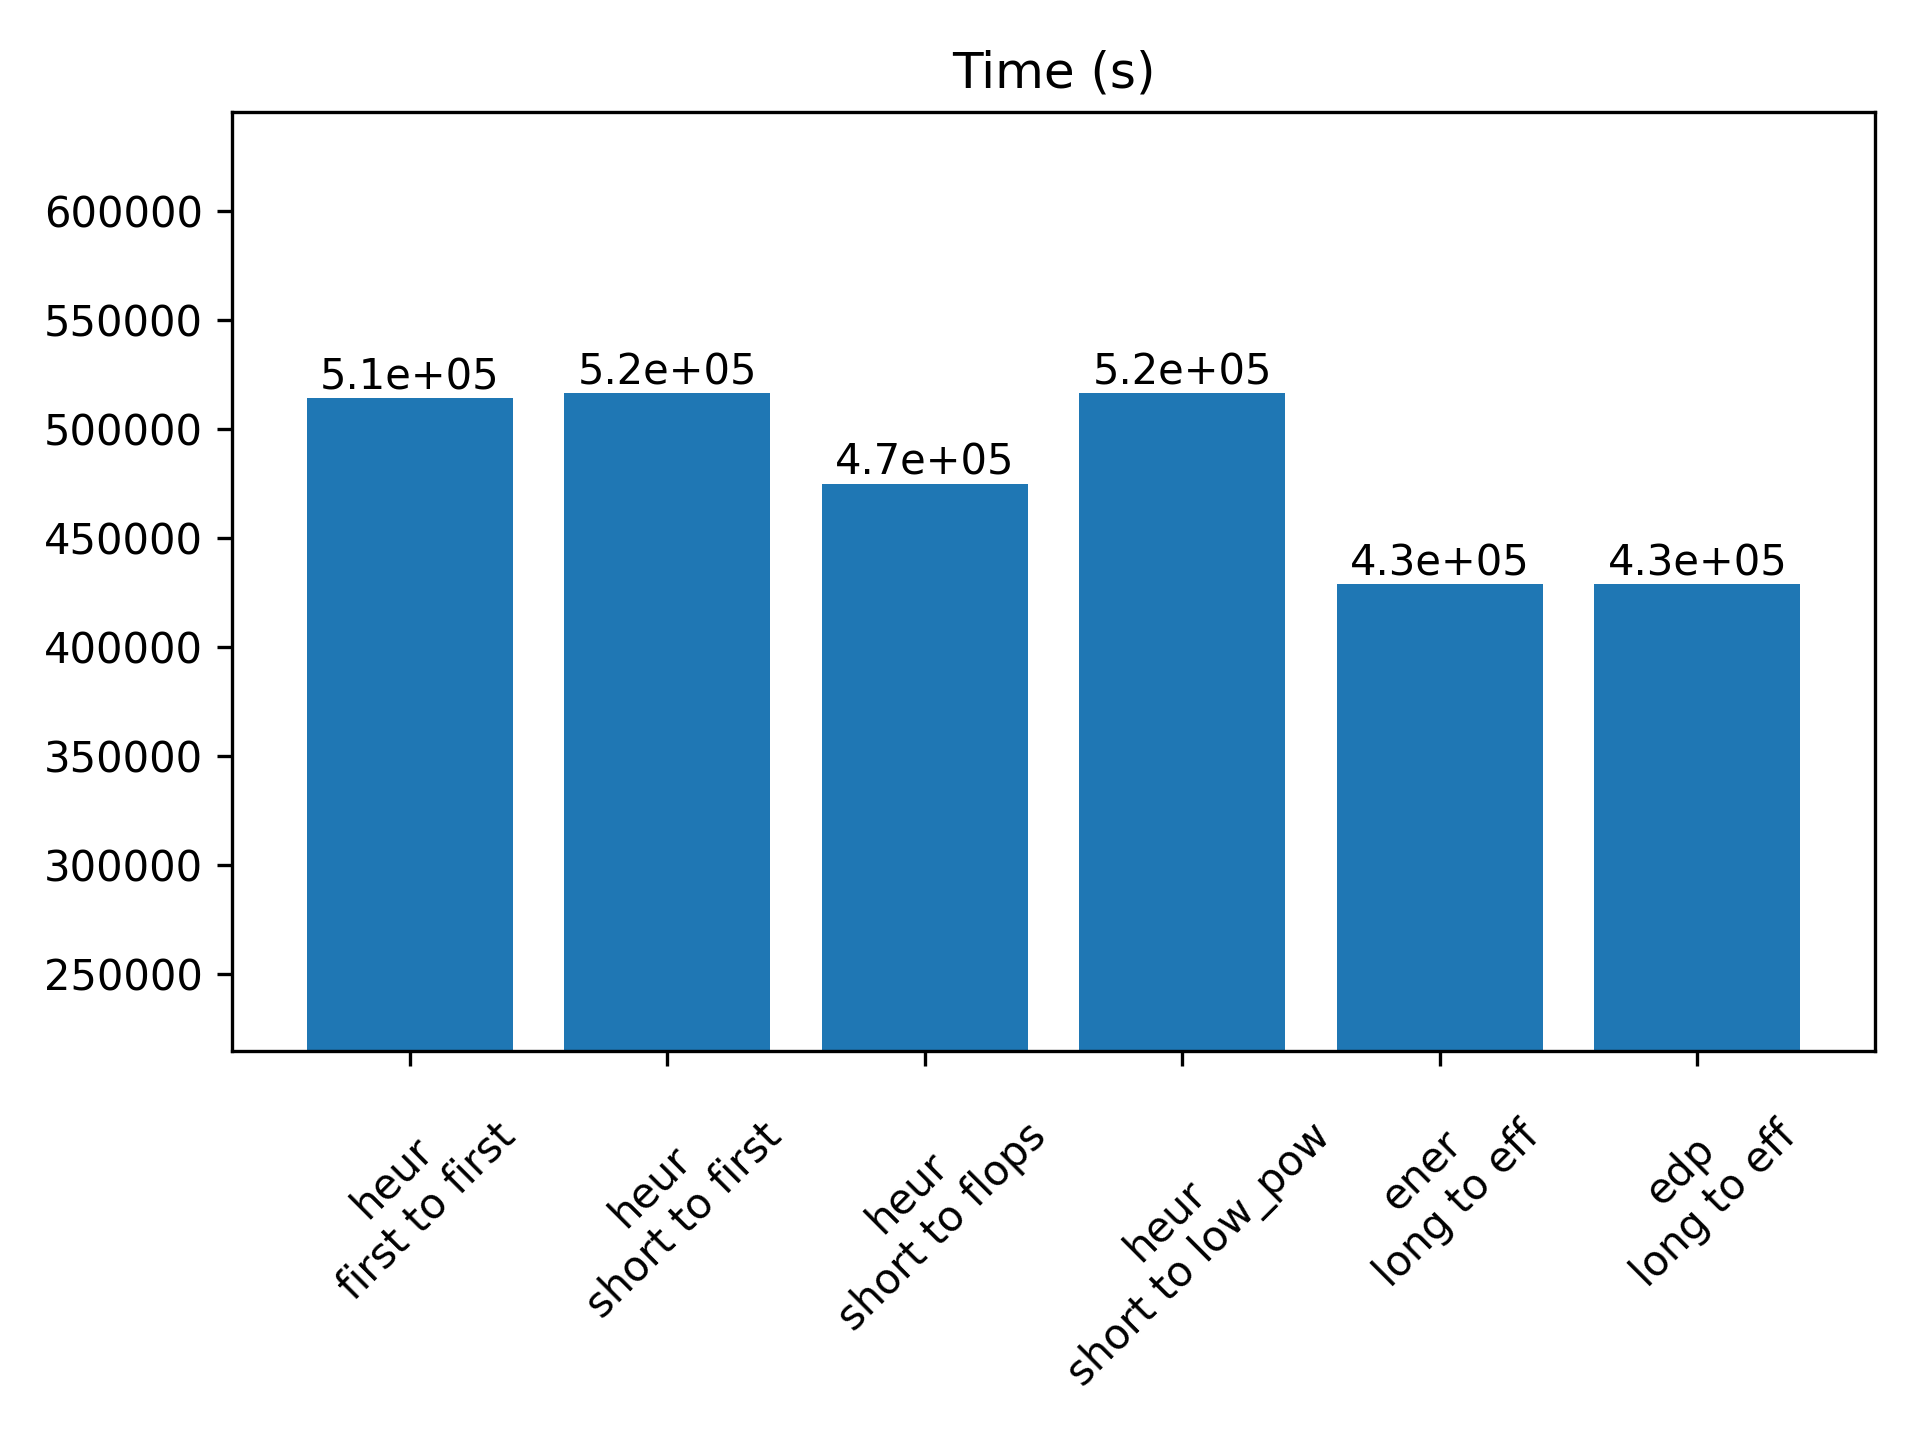 Time (s)
600000
550000
500000
450000
400000
350000
300000
250000
5.1e+05
5.2e+05
4.7e+05
5.2e+05
4.3e+05
4.3e+05
heur
first to first
heur
short to first
heur
short to flops
heur
short to low_pow
ener
long to eff
edp
long to eff